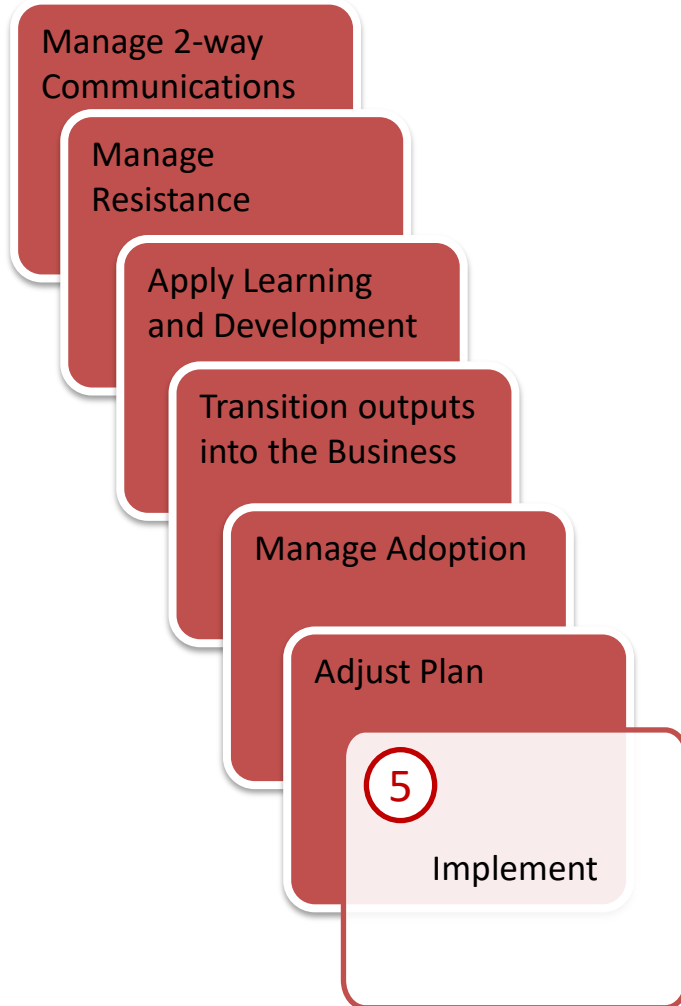 Manage 2-way
Communications
Manage
Resistance
Apply Learning
and Development
Transition outputs
into the Business
Manage Adoption
Adjust Plan
5
Implement